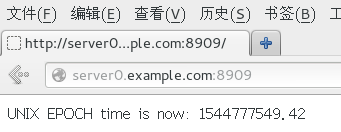 文件(F) 编辑(E) 查看(V) 历史(S) 书签(B) 工
http://server0...ple.com:8909/
server0.example.com:8909
UNIX EPOCH time is now: 1544777549.42